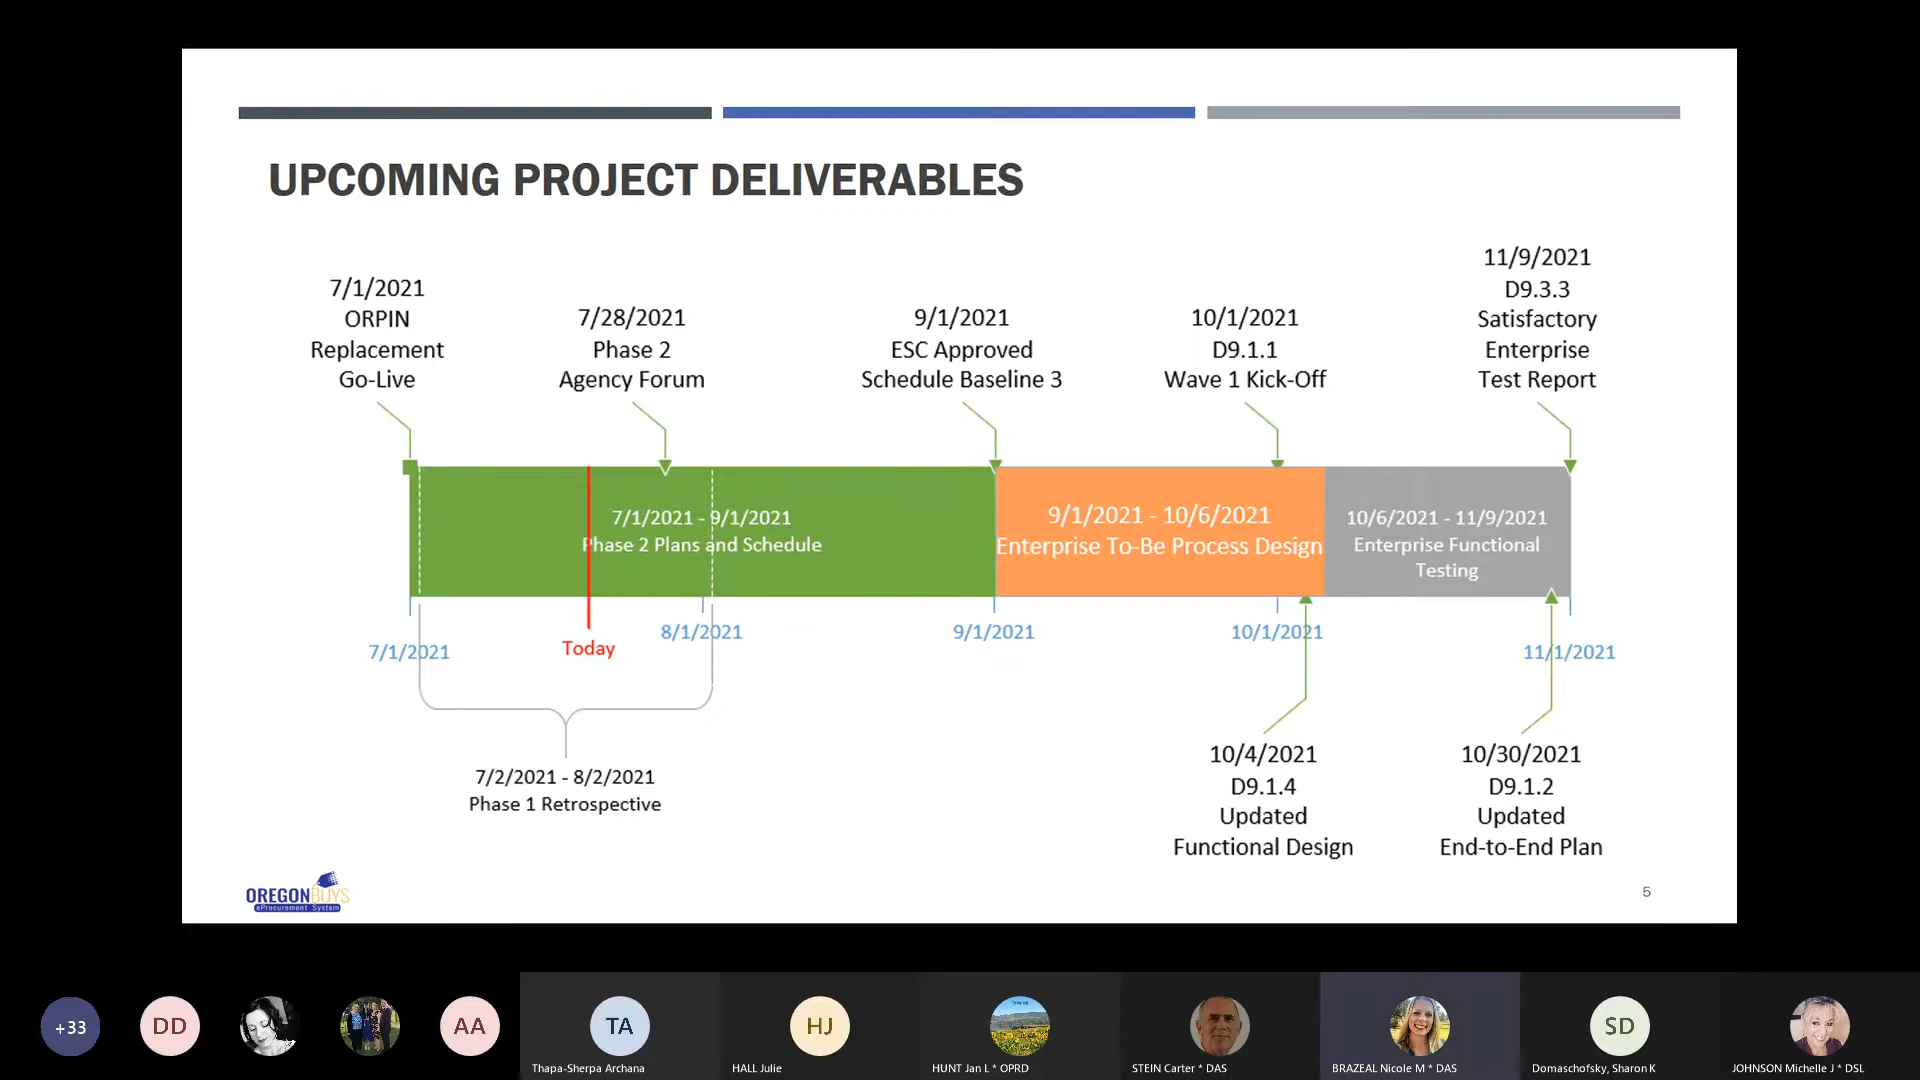 UPCOMING PROJECT DELIVERABLES
7/1/2021
ORPIN
Replacement
Go-Live
7/28/2021
Phase 2
Agency Forum
9/1/2021
ESC Approved
Schedule Baseline 3
10/1/2021
D9.1.1
Wave 1 Kick-Off
11/9/2021
D9.3.3
Satisfactory
Enterprise
Test Report
7/1/2021 - 9/1/2021
Phase 2 Plans and Schedule
9/1/2021 - 10/6/2021
Enterprise To-Be Process Design
10/6/2021 - 11/9/2021
Enterprise Functional
Testing
7/1/2021
Today
8/1/2021
9/1/2021
10/1/2021
11/1/2021
7/2/2021 - 8/2/2021
Phase 1 Retrospective
10/4/2021
D9.1.4
Updated
Functional Design
10/30/2021
D9.1.2
Updated
End-to-End Plan
OREGONBUYS
eProcurement System
5
+33
DD
AA
TA
Thapa-Sherpa Archana
HJ
HALL Julie
HUNT Jan L * OPRD
STEIN Carter * DAS
BRAZEAL Nicole M * DAS
SD
Domaschofsky, Sharon K
JOHNSON Michelle J * DSL